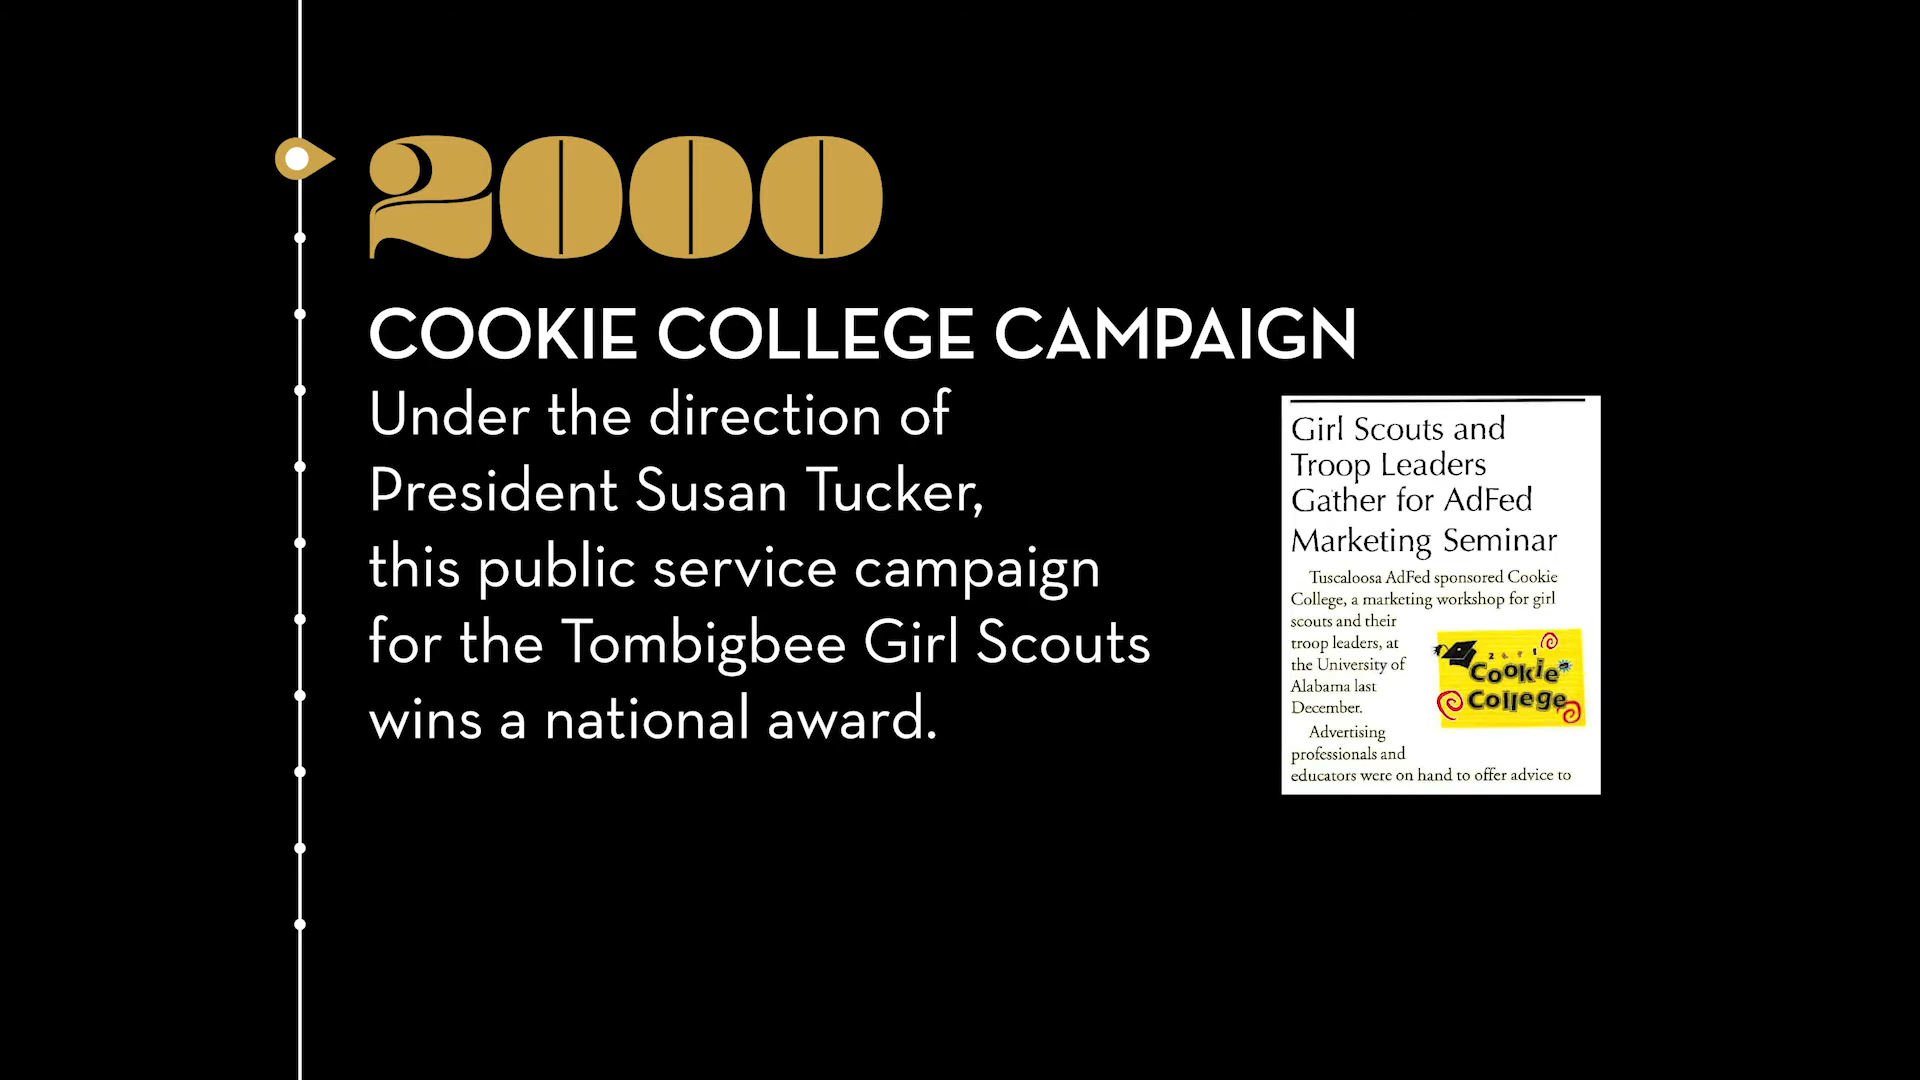 2000
COOKIE COLLEGE CAMPAIGN
Under the direction of
President Susan Tucker,
this public service campaign
for the Tombigbee Girl Scouts
wins a national award.
Girl Scouts and
Troop Leaders
Gather for AdFed
Marketing Seminar
Tuscaloosa AdFed sponsored Cookie
College, a marketing workshop for girl
scouts and their
troop leaders, at
the University of
Alabama last
December.
Advertising
professionals and
educators were on hand to offer advice to
Cookie
College